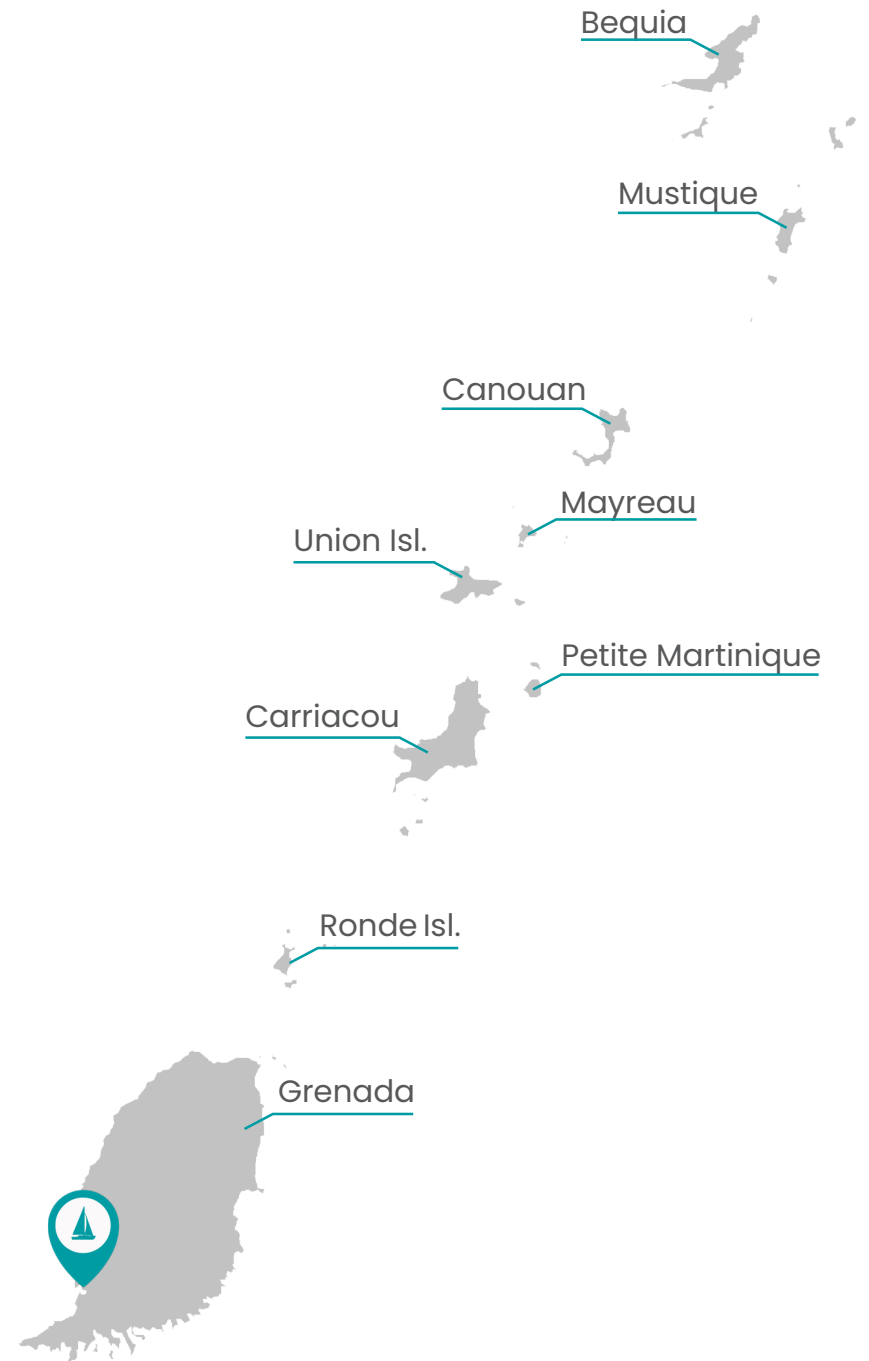 Bequia
Mustique
Canouan
Mayreau
Union Isl.
Petite Martinique
Carriacou
Ronde Isl.
Grenada